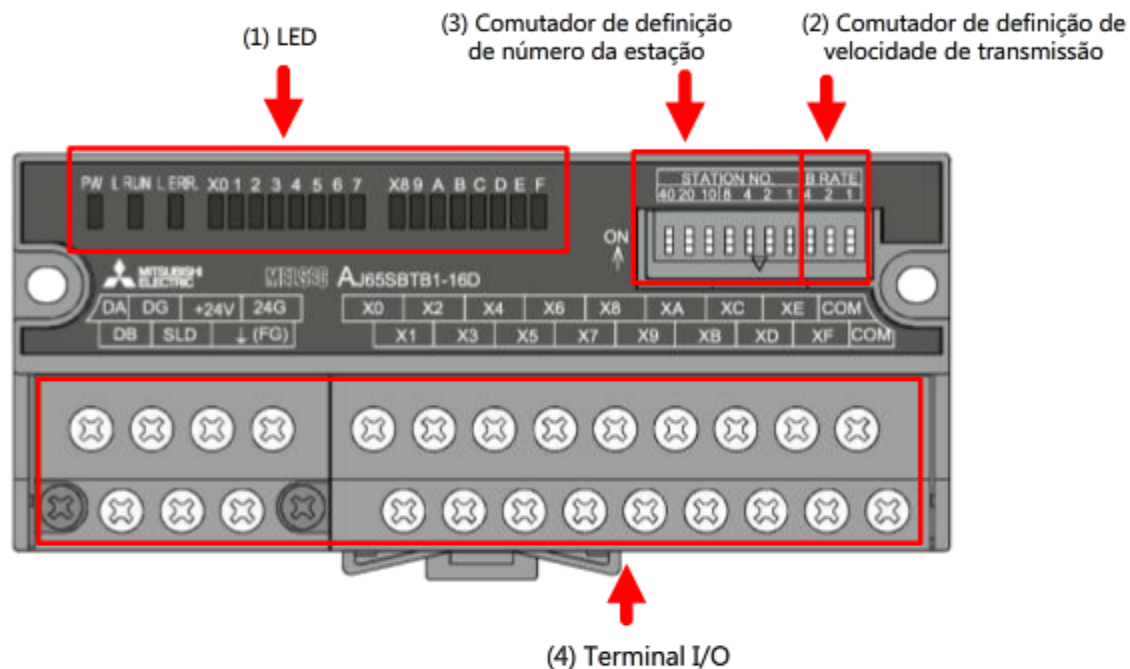 (1) LED
(3) Comutador de definição
de número da estação
(2) Comutador de definição de
velocidade de transmissão
PW L RUN L ERR. X0 1 2 3 4 5 6 7 X8 9 A B C D E F
STATION NO. B RATE
40 20 10 8 4 2 1 4 2 1
ON
MITSUBISHI
ELECTRIC
MELSEC AJ65SBTB1-16D
DA DG +24V 24G X0 X2 X4 X6 X8 XA XC XE COM
DB SLD (FG) X1 X3 X5 X7 X9 XB XD XF COM
(4) Terminal I/O